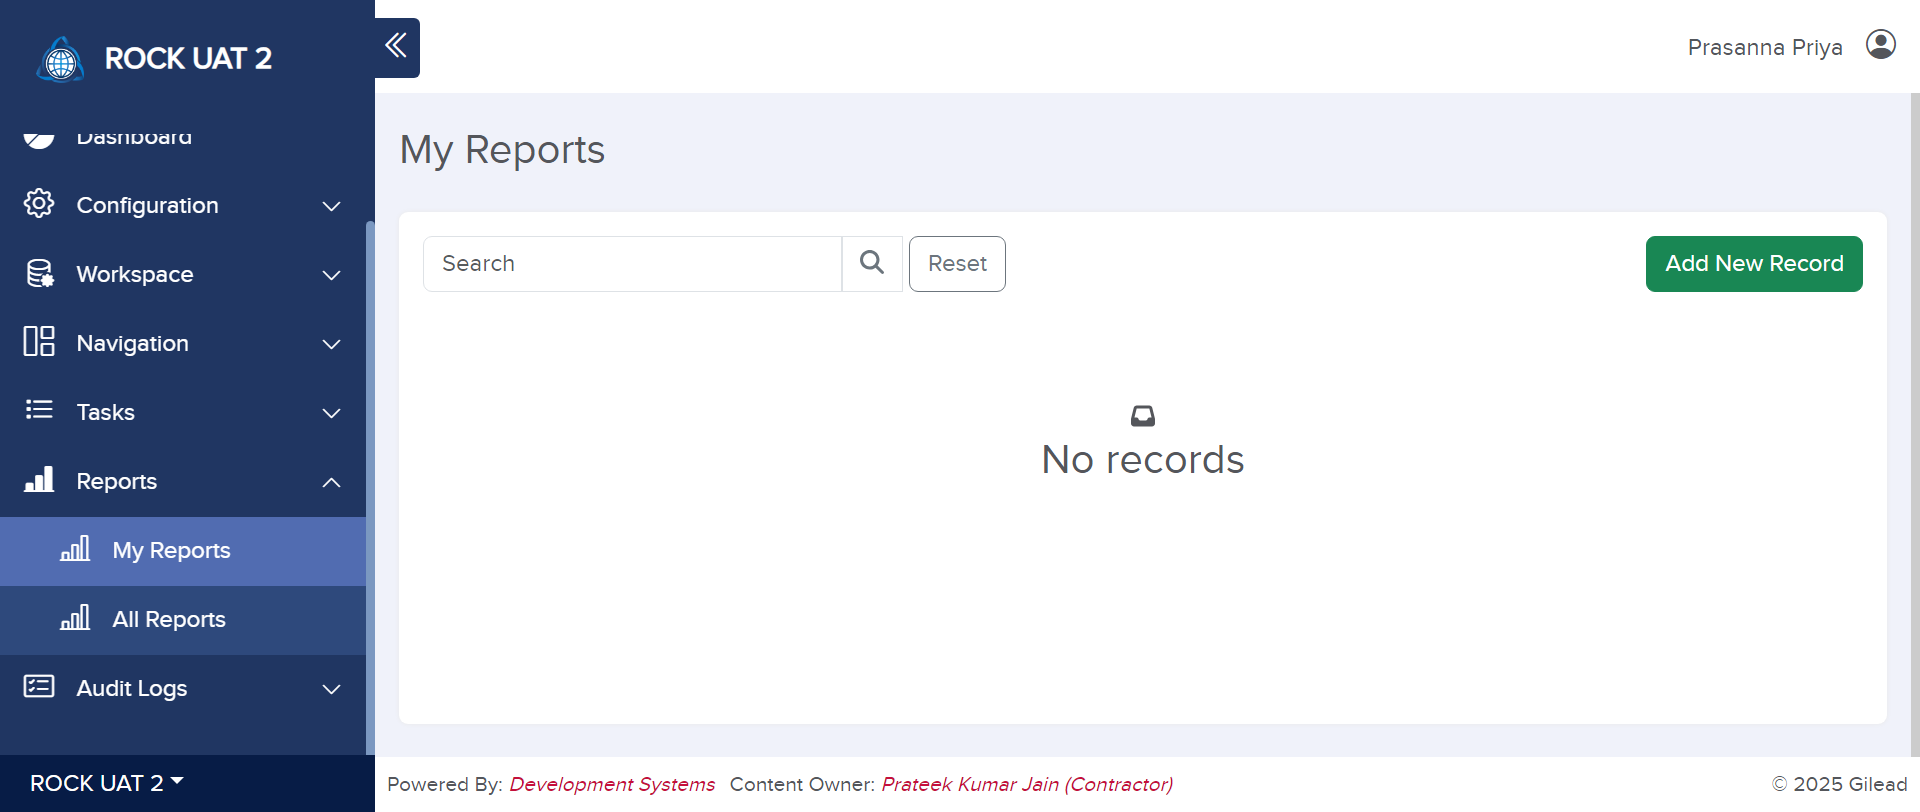 ROCK UAT 2
Prasanna Priya
Dashboard
Configuration
Workspace
Navigation
Tasks
Reports
My Reports
All Reports
Audit Logs
ROCK UAT 2
My Reports
Search
Reset
Add New Record
No records
Powered By: Development Systems Content Owner: Prateek Kumar Jain (Contractor)
© 2025 Gilead